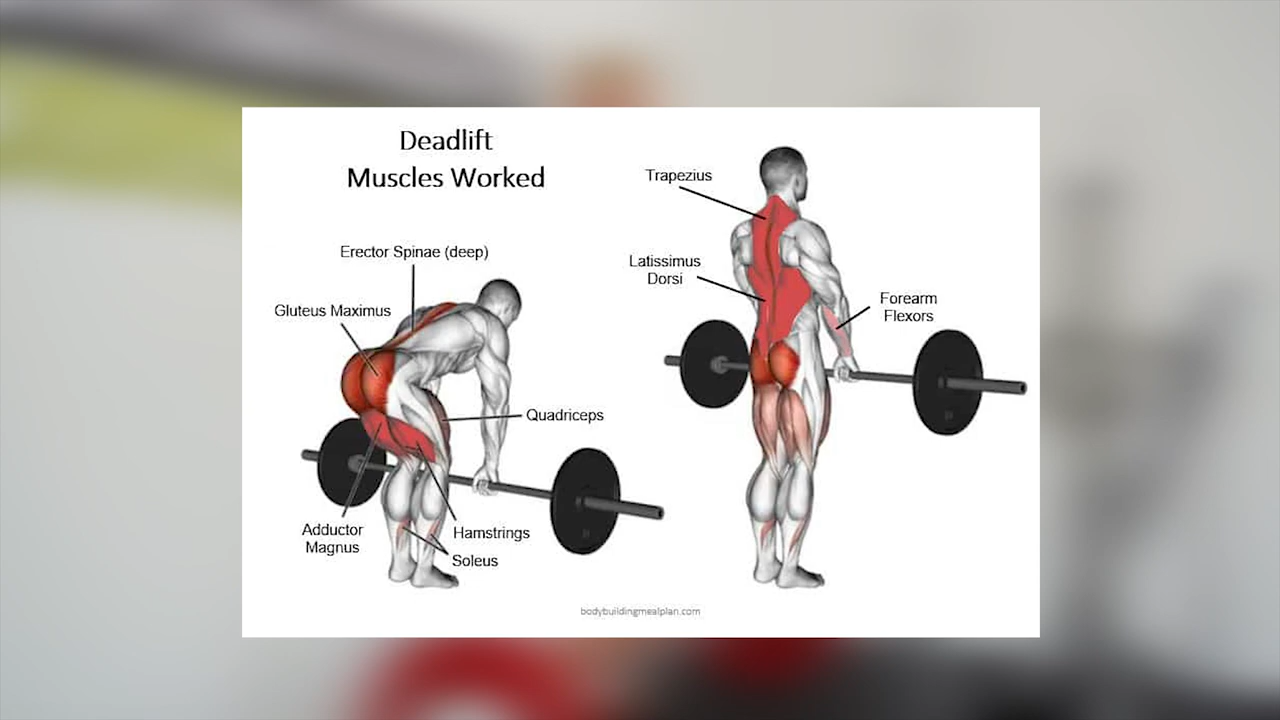 Deadlift
Muscles Worked
Erector Spinae (deep)
Gluteus Maximus
Quadriceps
Adductor
Magnus
Hamstrings
Soleus
Trapezius
Latissimus
Dorsi
Forearm
Flexors
bodybuildingmealplan.com